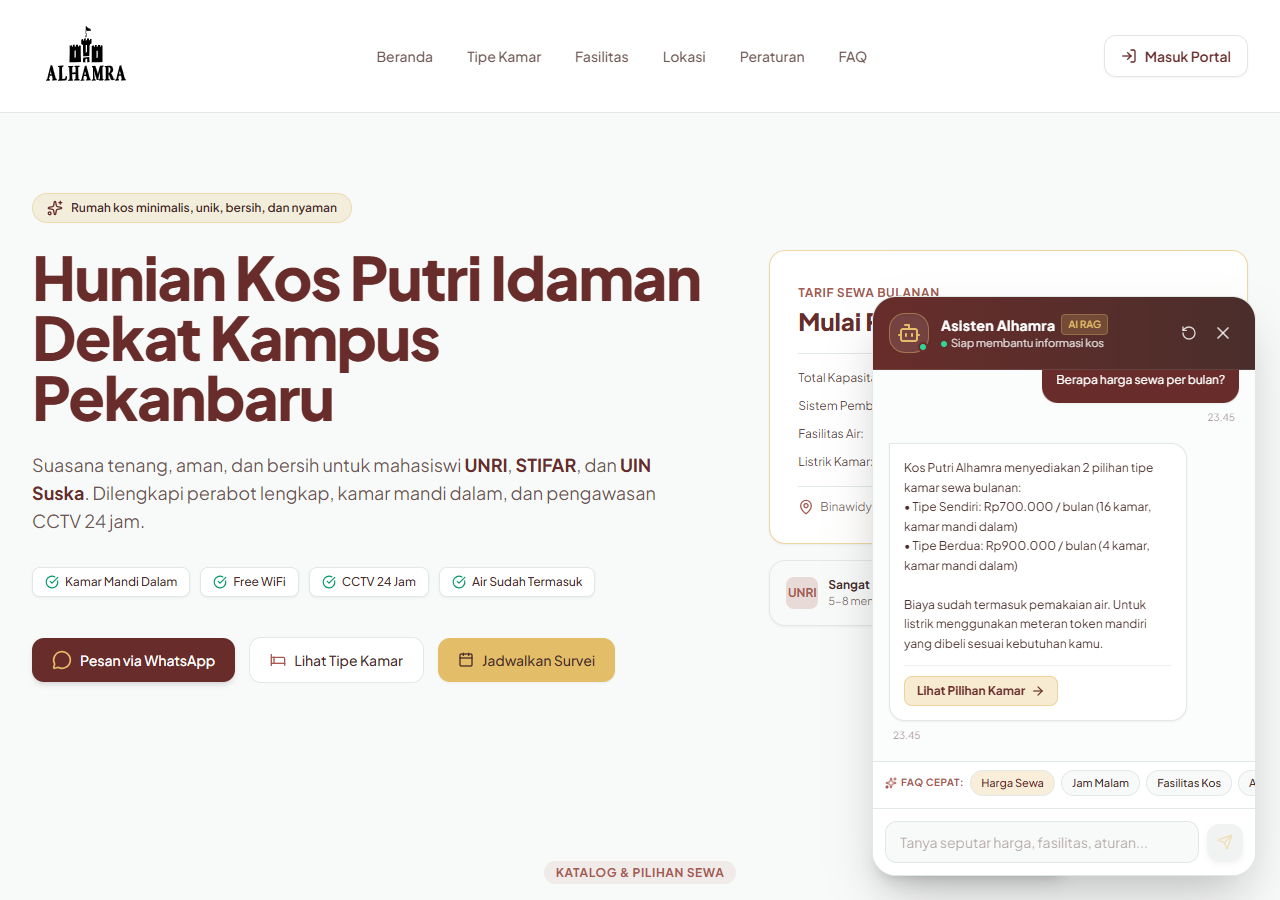 ALHAMRA
Beranda
Tipe Kamar
Fasilitas
Lokasi
Peraturan
FAQ
Masuk Portal
Rumah kos minimalis, unik, bersih, dan nyaman
Hunian Kos Putri Idaman
Dekat Kampus
Pekanbaru
Suasana tenang, aman, dan bersih untuk mahasiswi UNRI, STIFAR, dan UIN
Suska. Dilengkapi perabot lengkap, kamar mandi dalam, dan pengawasan
CCTV 24 jam.
Kamar Mandi Dalam
Free WiFi
CCTV 24 Jam
Air Sudah Termasuk
Pesan via WhatsApp
Lihat Tipe Kamar
Jadwalkan Survei
TARIF SEWA BULANAN
Mulai
Total
Sistem
Fasilitas Air:
Listrik Kamar:
UNRI
Sangat
5–8
Asisten Alhamra
AI RAG
Siap membantu informasi kos
Berapa harga sewa per bulan?
23.45
Kos Putri Alhamra menyediakan 2 pilihan tipe
kamar sewa bulanan:
• Tipe Sendiri: Rp700.000 / bulan (16 kamar,
kamar mandi dalam)
• Tipe Berdua: Rp900.000 / bulan (4 kamar,
kamar mandi dalam)
Biaya sudah termasuk pemakaian air. Untuk
listrik menggunakan meteran token mandiri
yang dibeli sesuai kebutuhan kamu.
Lihat Pilihan Kamar
23.45
FAQ CEPAT:
Harga Sewa
Jam Malam
Fasilitas Kos
Tanya seputar harga, fasilitas, aturan...
KATALOG & PILIHAN SEWA